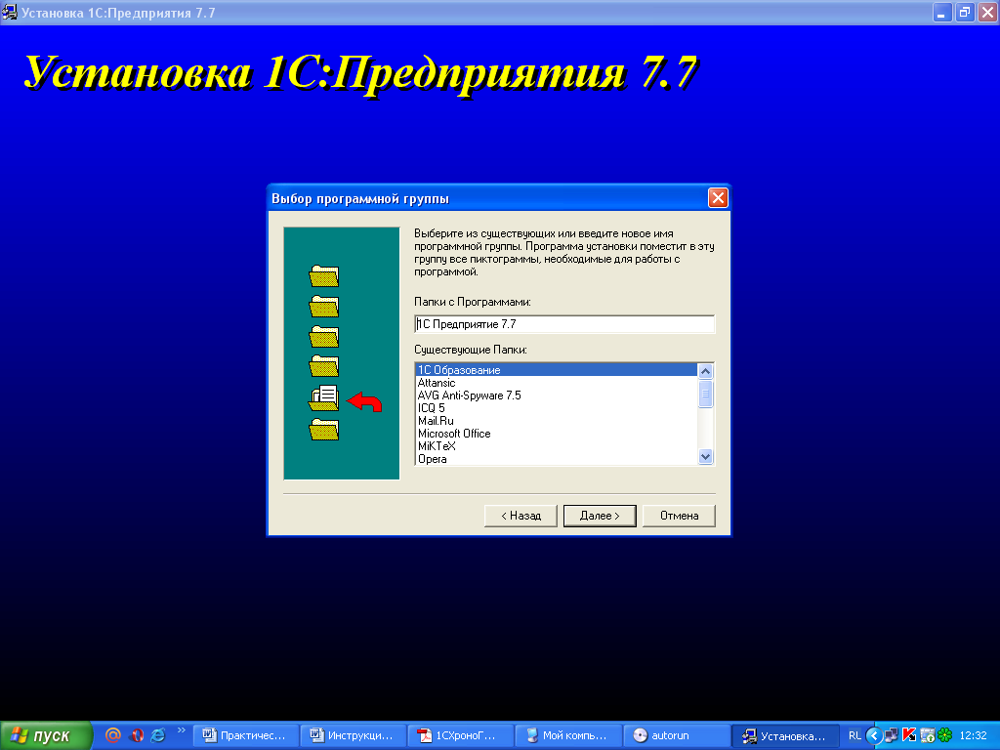 Установка 1С:Предприятия 7.7
Установка 1С:Предприятия 7.7
Выбор программной группы
Выберите из существующих или введите новое имя
программной группы. Программа установки поместит в эту
группу все пиктограммы, необходимые для работы с
программой.
Папки с Программами:
1С Предприятие 7.7
Существующие Папки:
1С Образование
Attansic
AVG Anti-Spyware 7.5
ICQ 5
Mail.Ru
Microsoft Office
MiKTeX
Opera
< Назад
Далее >
Отмена
пуск
Практичес...
Инструкци...
1СХроноГ...
Мой компь...
autorun
Установка...
RL
12:32